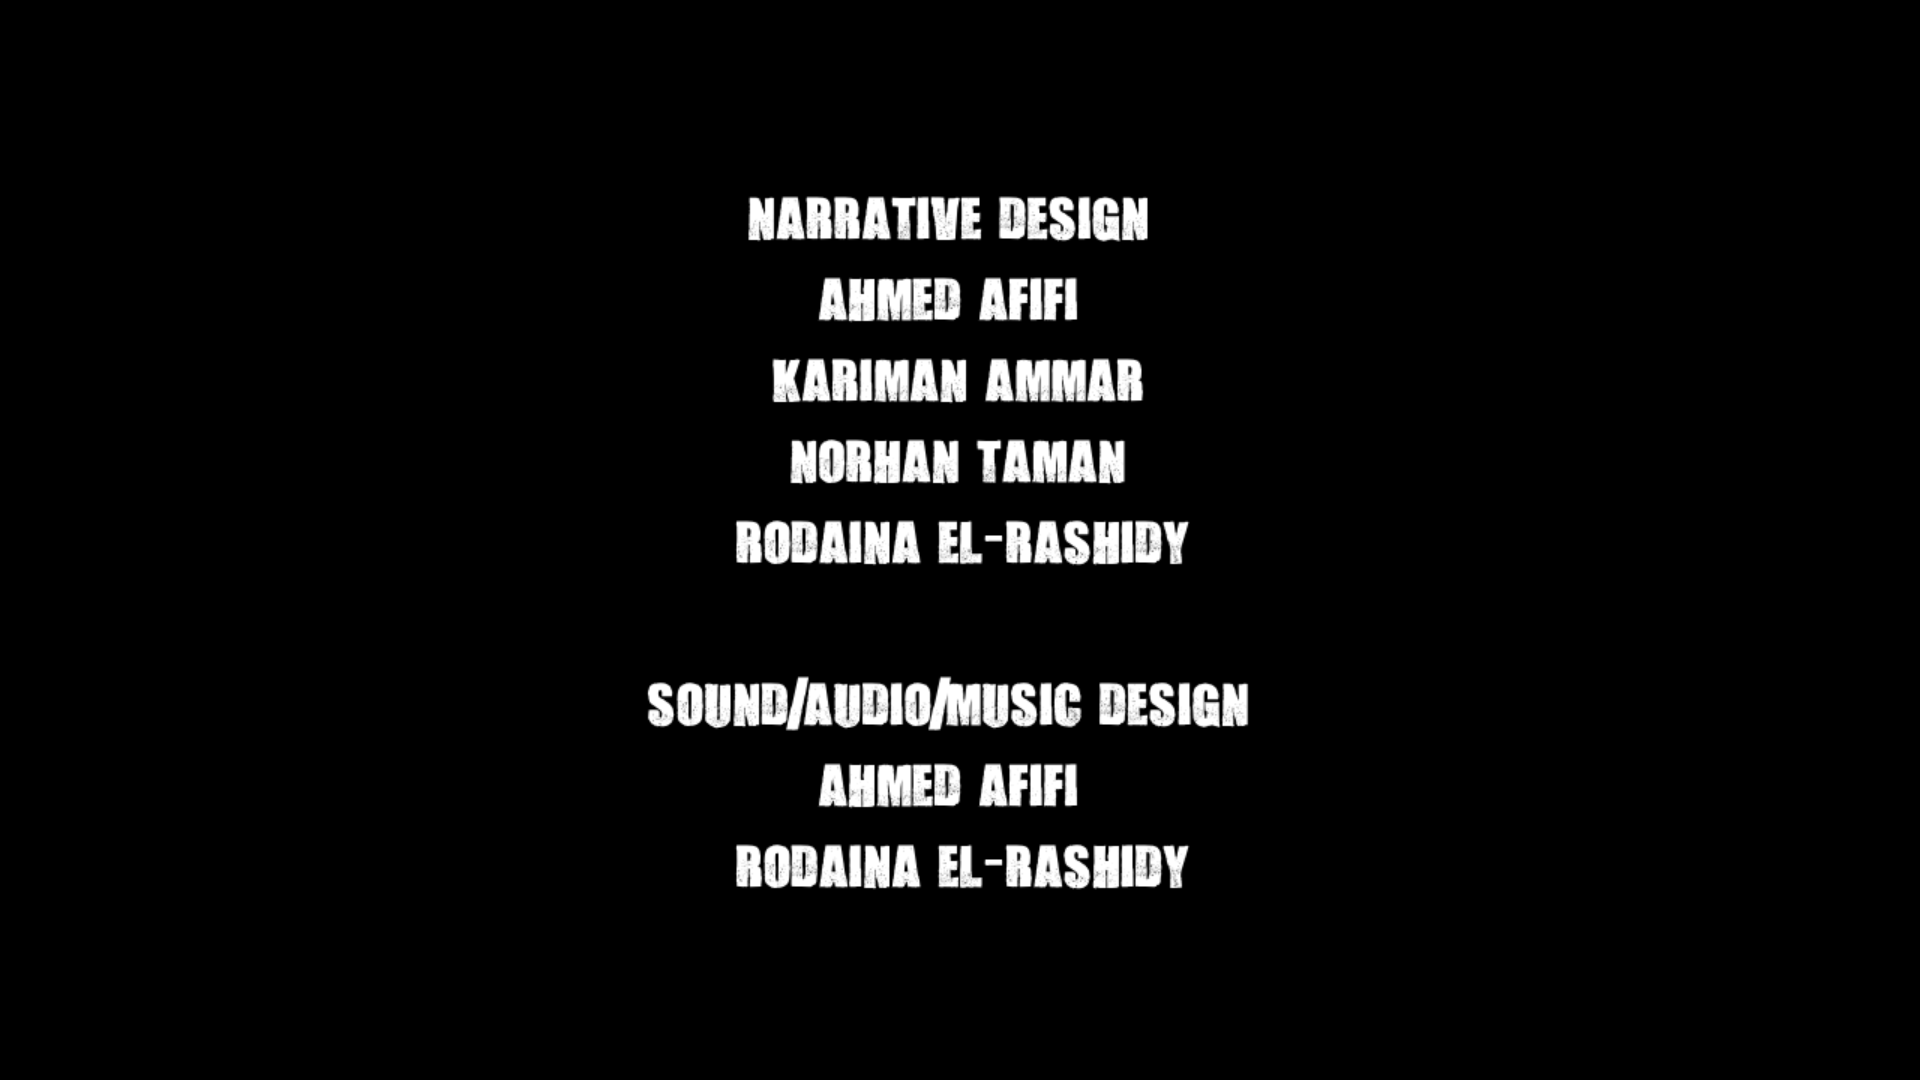 NARRATIVE DESIGN
AHMED AFIFI
KARIMAN AMMAR
NORHAN TAMAN
RODAINA EL-RASHIDY
SOUND/AUDIO/MUSIC DESIGN
AHMED AFIFI
RODAINA EL-RASHIDY